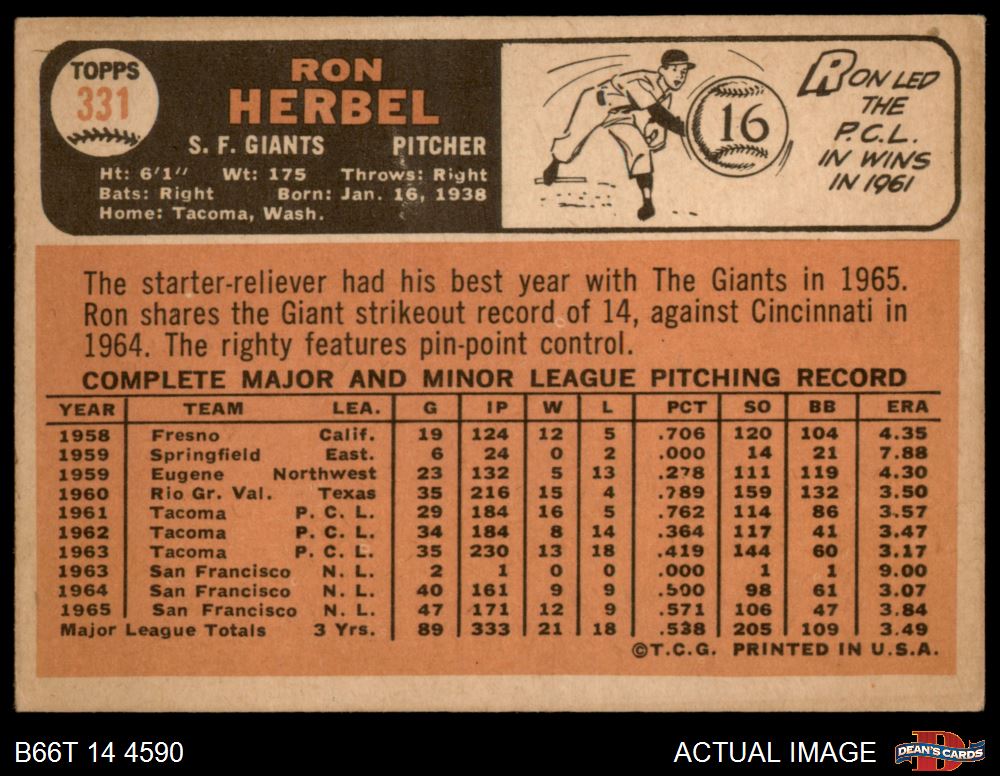 TOPPS
331
RON
HERBEL
S. F. GIANTS PITCHER
Ht: 6'1" Wt: 175 Throws: Right
Bats: Right Born: Jan. 16, 1938
Home: Tacoma, Wash.
16
RON LED
THE
P.C.L.
IN WINS
IN 1961
The starter-reliever had his best year with The Giants in 1965.
Ron shares the Giant strikeout record of 14, against Cincinnati in
1964. The righty features pin-point control.
COMPLETE MAJOR AND MINOR LEAGUE PITCHING RECORD
YEAR TEAM LEA. G IP W L PCT SO BB ERA
1958 Fresno Calif. 19 124 12 5 .706 120 104 4.35
1959 Springfield East. 6 24 0 2 .000 14 21 7.88
1959 Eugene Northwest 23 132 5 13 .278 111 119 4.30
1960 Rio Gr. Val. Texas 35 216 15 4 .789 159 132 3.50
1961 Tacoma P. C. L. 29 184 16 5 .762 114 86 3.57
1962 Tacoma P. C. L. 34 184 8 14 .364 117 41 3.47
1963 Tacoma P. C. L. 35 230 13 18 .419 144 60 3.17
1963 San Francisco N. L. 2 1 0 0 .000 1 1 9.00
1964 San Francisco N. L. 40 161 9 9 .500 98 61 3.07
1965 San Francisco N. L. 47 171 12 9 .571 106 47 3.84
Major League Totals 3 Yrs. 89 333 21 18 .538 205 109 3.49
©T.C.G. PRINTED IN U.S.A.
B66T 14 4590 ACTUAL IMAGE DEAN'S CARDS